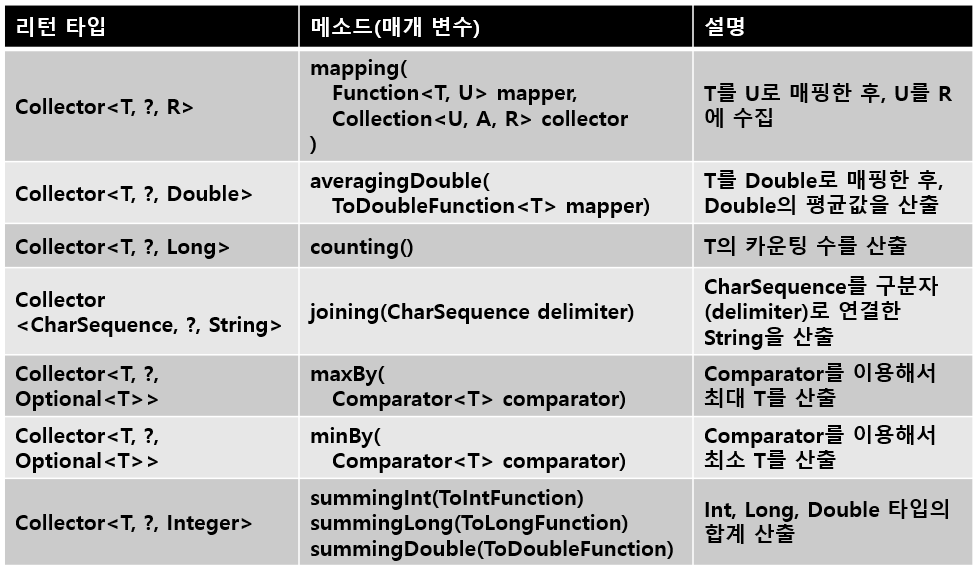 리턴 타입
메소드(매개 변수)
설명
Collector<T, ?, R>
mapping(
Function<T, U> mapper,
Collection<U, A, R> collector
)
T를 U로 매핑한 후, U를 R
에 수집
Collector<T, ?, Double>
averagingDouble(
ToDoubleFunction<T> mapper)
T를 Double로 매핑한 후,
Double의 평균값을 산출
Collector<T, ?, Long>
counting()
T의 카운팅 수를 산출
Collector
<CharSequence, ?, String>
joining(CharSequence delimiter)
CharSequence를 구분자
(delimiter)로 연결한
String을 산출
Collector<T, ?,
Optional<T>>
maxBy(
Comparator<T> comparator)
Comparator를 이용해서
최대 T를 산출
Collector<T, ?,
Optional<T>>
minBy(
Comparator<T> comparator)
Comparator를 이용해서
최소 T를 산출
Collector<T, ?, Integer>
summingInt(ToIntFunction)
summingLong(ToLongFunction)
summingDouble(ToDoubleFunction)
Int, Long, Double 타입의
합계 산출